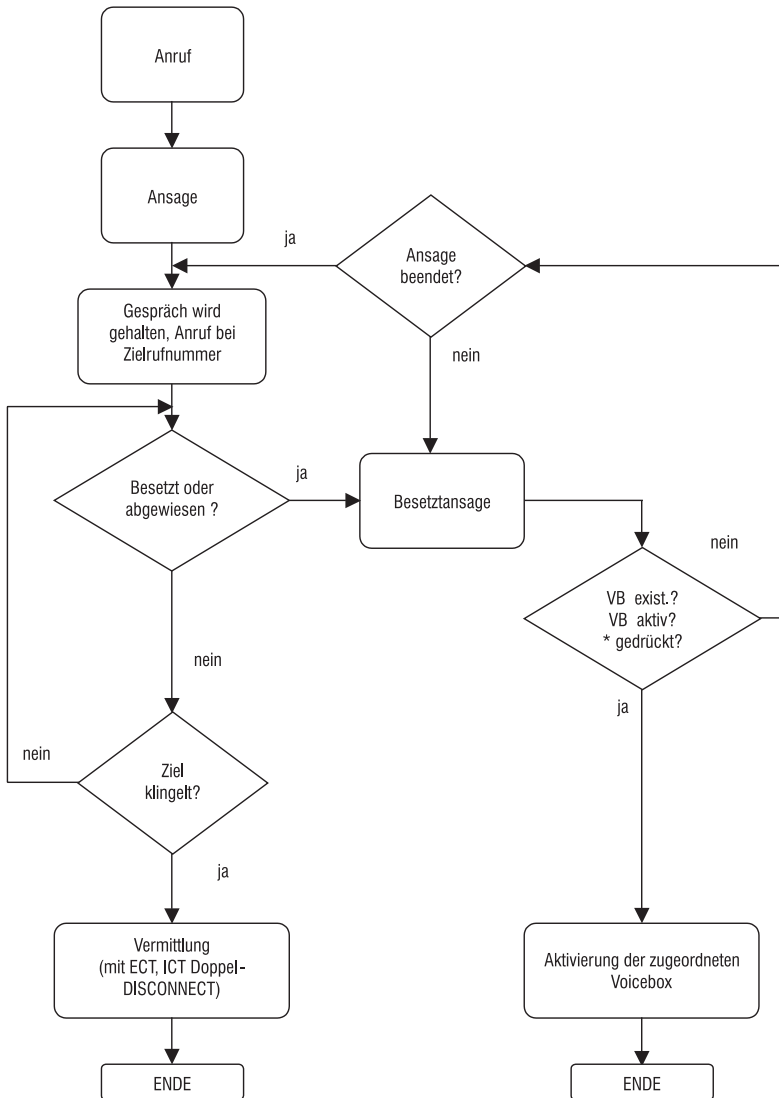 Anruf
Ansage
ja
Ansage
beendet?
Gespräch wird
gehalten, Anruf bei
Zielrufnummer
nein
Besetzt oder
abgewiesen ?
ja
Besetztansage
nein
VB exist.?
VB aktiv?
* gedrückt?
nein
ja
nein
Ziel
klingelt?
ja
Vermittlung
(mit ECT, ICT Doppel-
DISCONNECT)
Aktivierung der zugeordneten
Voicebox
ENDE
ENDE